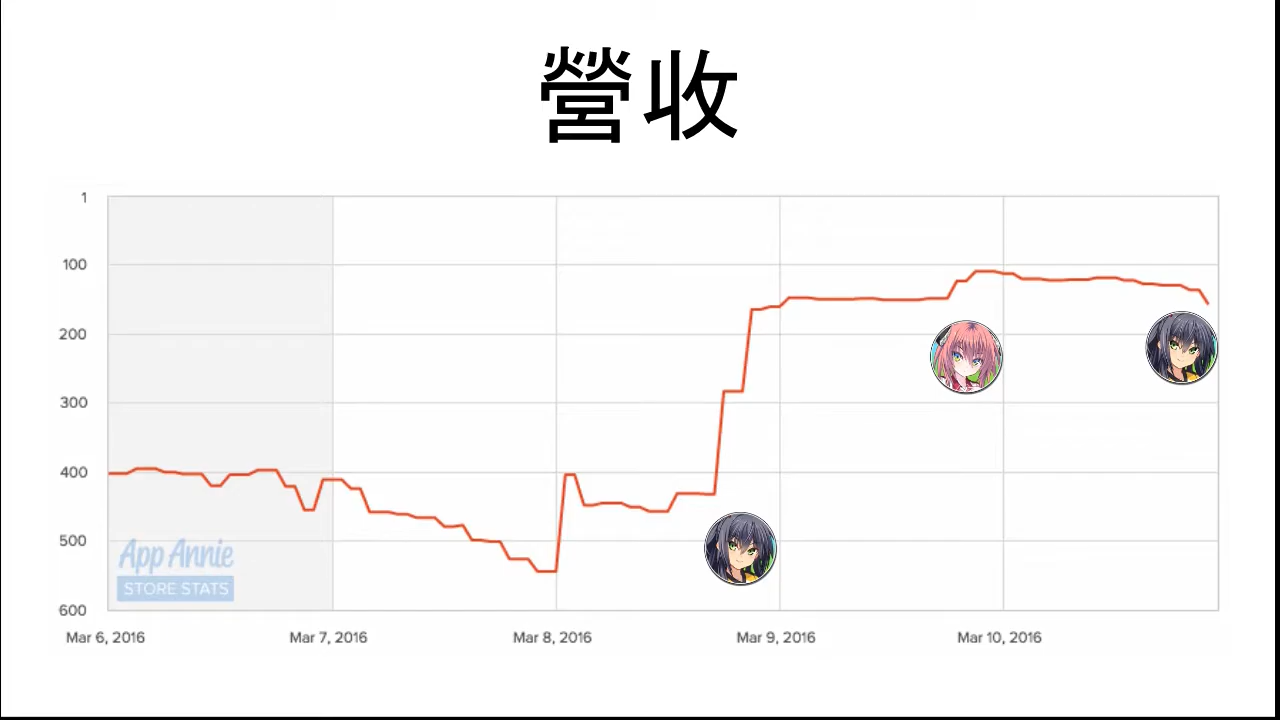 營收
1
100
200
300
400
500
600
App Annie
STORE STATS
Mar 6, 2016 Mar 7, 2016 Mar 8, 2016 Mar 9, 2016 Mar 10, 2016